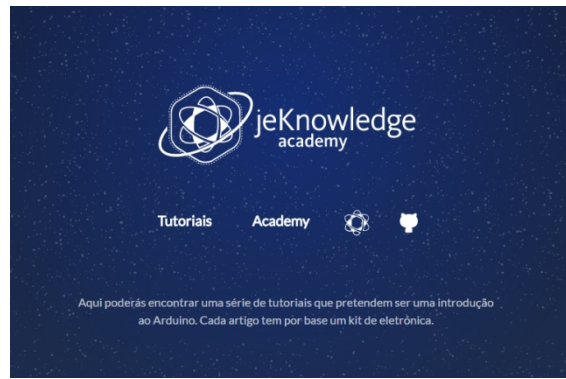 jeKnowledge
academy
Tutoriais Academy
Aqui poderás encontrar uma série de tutoriais que pretendem ser uma introdução
ao Arduino. Cada artigo tem por base um kit de eletrónica.